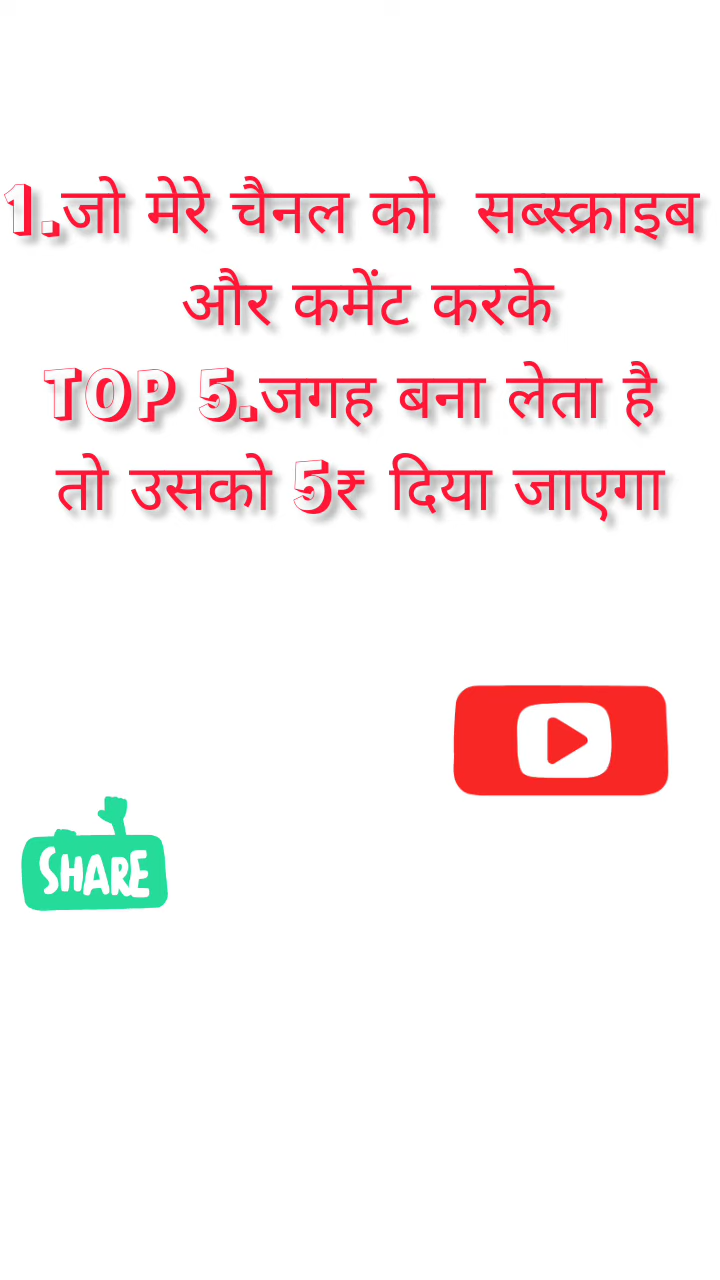 1.जो मेरे चैनल को सब्स्क्राइब
और कमेंट करके
TOP 5.जगह बना लेता है
तो उसको 5₹ दिया जाएगा
SHARE